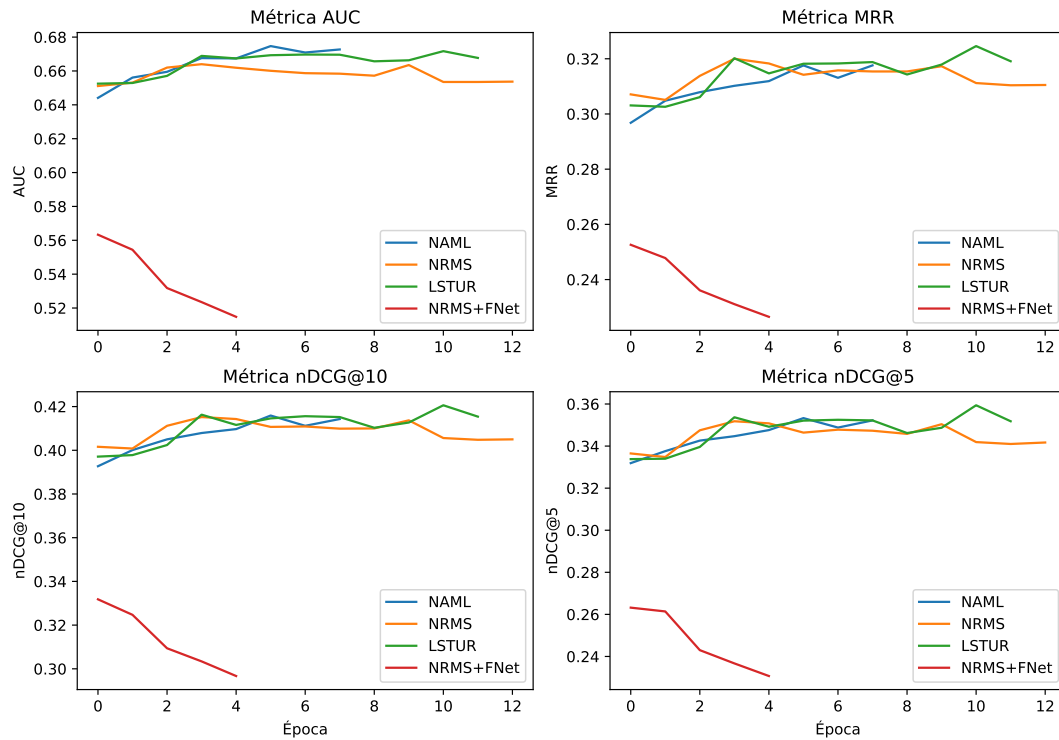 Métrica AUC
AUC
0.68
0.66
0.64
0.62
0.60
0.58
0.56
0.54
0.52
0 2 4 6 8 10 12
NAML
NRMS
LSTUR
NRMS+FNet
Métrica MRR
MRR
0.32
0.30
0.28
0.26
0.24
0 2 4 6 8 10 12
NAML
NRMS
LSTUR
NRMS+FNet
Métrica nDCG@10
nDCG@10
0.42
0.40
0.38
0.36
0.34
0.32
0.30
0 2 4 6 8 10 12
Época
NAML
NRMS
LSTUR
NRMS+FNet
Métrica nDCG@5
nDCG@5
0.36
0.34
0.32
0.30
0.28
0.26
0.24
0 2 4 6 8 10 12
Época
NAML
NRMS
LSTUR
NRMS+FNet